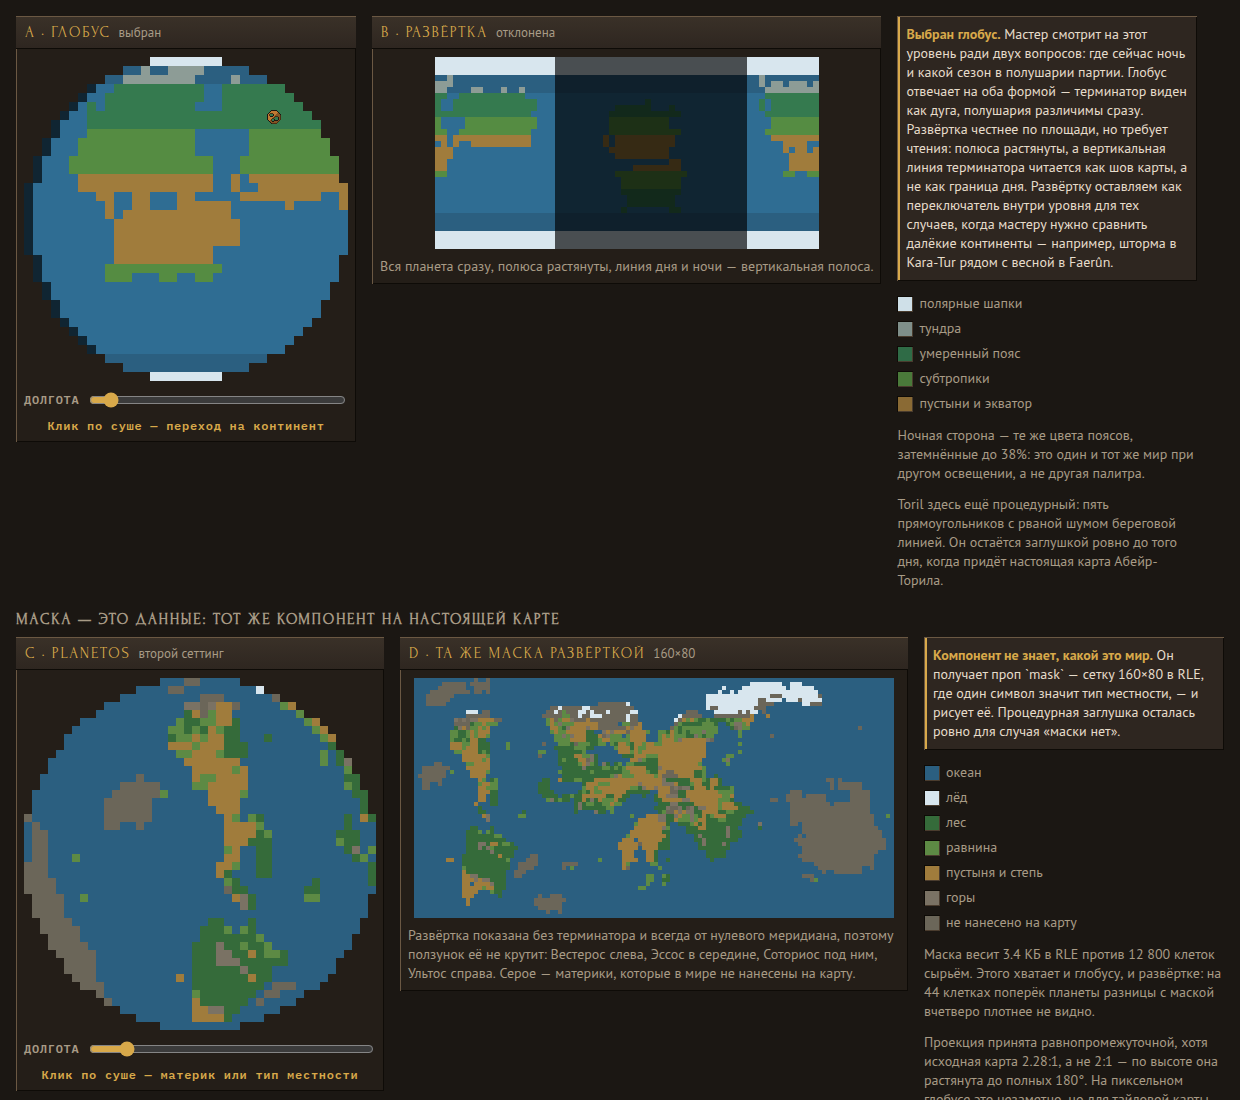 A · ГЛОБУС выбран
ДОЛГОТА
Клик по суше — переход на континент
B · РАЗВЁРТКА отклонена
Вся планета сразу, полюса растянуты, линия дня и ночи — вертикальная полоса.
Выбран глобус. Мастер смотрит на этот
уровень ради двух вопросов: где сейчас ночь
и какой сезон в полушарии партии. Глобус
отвечает на оба формой — терминатор виден
как дуга, полушария различимы сразу.
Развёртка честнее по площади, но требует
чтения: полюса растянуты, а вертикальная
линия терминатора читается как шов карты, а
не как граница дня. Развёртку оставляем как
переключатель внутри уровня для тех
случаев, когда мастеру нужно сравнить
далёкие континенты — например, шторма в
Kara-Tur рядом с весной в Faerûn.
полярные шапки
тундра
умеренный пояс
субтропики
пустыни и экватор
Ночная сторона — те же цвета поясов,
затемнённые до 38%: это один и тот же мир при
другом освещении, а не другая палитра.
Toril здесь ещё процедурный: пять
прямоугольников с рваной шумом береговой
линией. Он остаётся заглушкой ровно до того
дня, когда придёт настоящая карта Абейр-
Торила.
МАСКА — ЭТО ДАННЫЕ: ТОТ ЖЕ КОМПОНЕНТ НА НАСТОЯЩЕЙ КАРТЕ
C · PLANETOS второй сеттинг
ДОЛГОТА
Клик по суше — материк или тип местности
D · ТА ЖЕ МАСКА РАЗВЁРТКОЙ 160×80
Развёртка показана без терминатора и всегда от нулевого меридиана, поэтому
ползунок её не крутит: Вестерос слева, Эссос в середине, Соториос под ним,
Ультос справа. Серое — материки, которые в мире не нанесены на карту.
Компонент не знает, какой это мир. Он
получает проп `mask` — сетку 160×80 в RLE,
где один символ значит тип местности, — и
рисует её. Процедурная заглушка осталась
ровно для случая «маски нет».
океан
лёд
лес
равнина
пустыня и степь
горы
не нанесено на карту
Маска весит 3.4 КБ в RLE против 12 800 клеток
сырьём. Этого хватает и глобусу, и развёртке: на
44 клетках поперёк планеты разницы с маской
вчетверо плотнее не видно.
Проекция принята равнопромежуточной, хотя
исходная карта 2.28:1, а не 2:1 — по высоте она
растянута до полных 180°. На пиксельном
глобусе это незаметно, но для тайловой карты